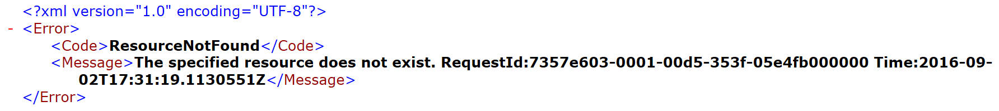 <?xml version="1.0" encoding="UTF-8"?>
- <Error>
<Code>ResourceNotFound</Code>
<Message>The specified resource does not exist. RequestId:7357e603-0001-00d5-353f-05e4fb000000 Time:2016-09-
02T17:31:19.1130551Z</Message>
</Error>